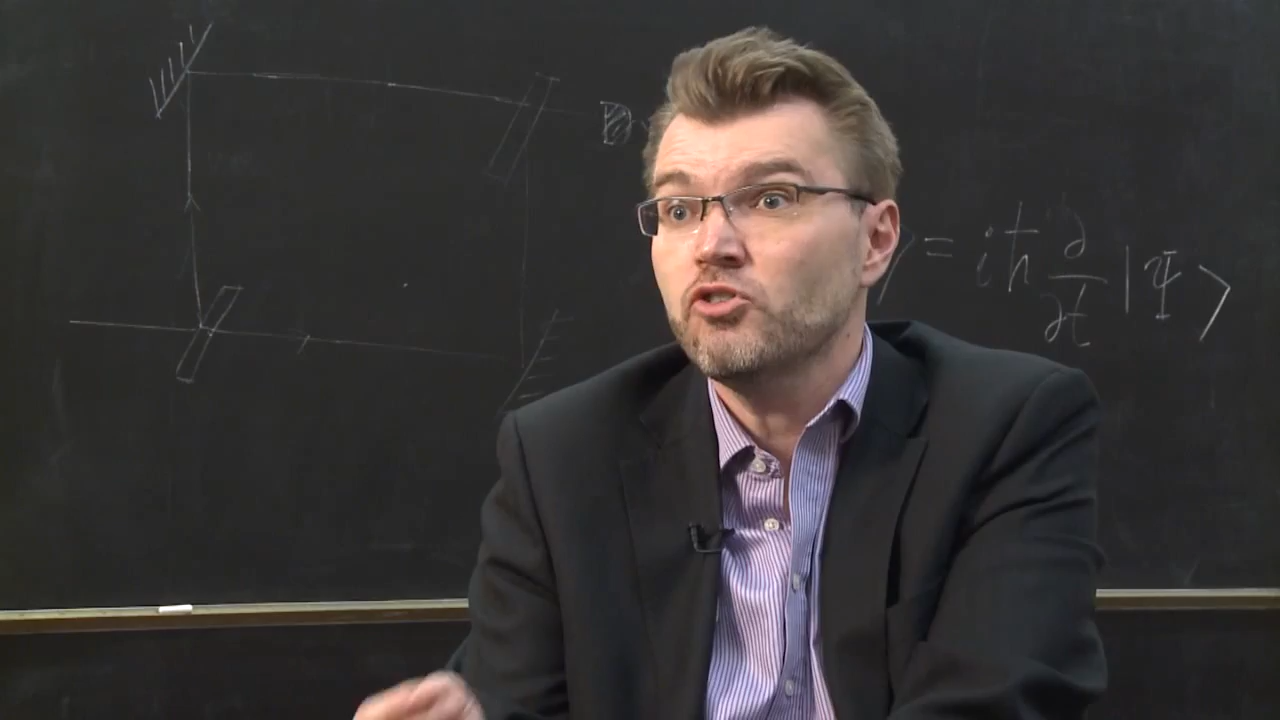 D
= iħ ∂/∂t |Ψ⟩